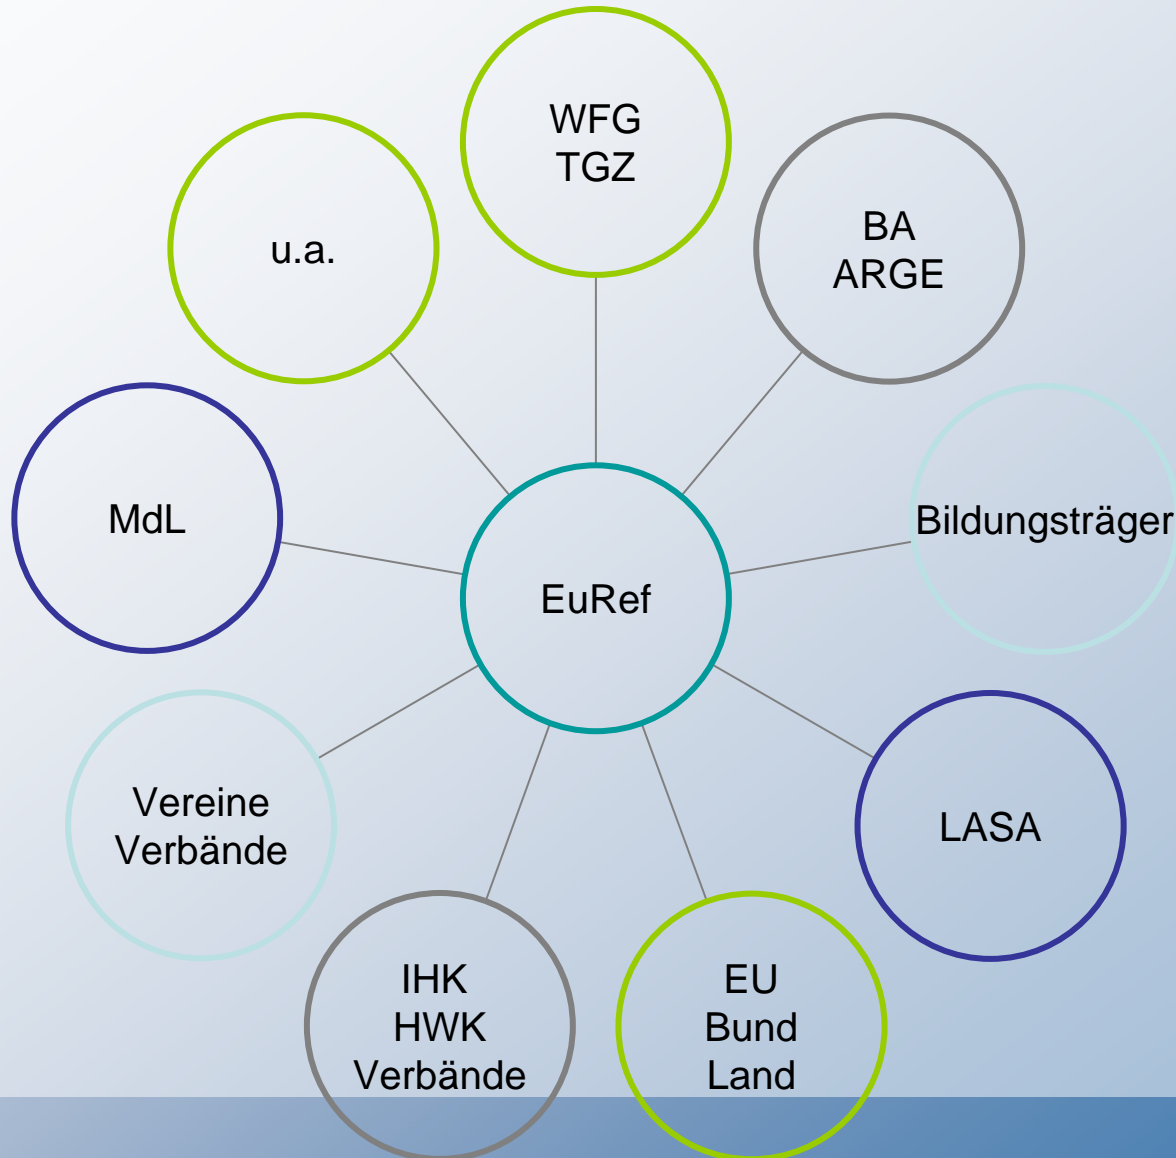 WFG
TGZ
u.a.
BA
ARGE
MdL
Bildungsträger
EuRef
Vereine
Verbände
LASA
IHK
HWK
Verbände
EU
Bund
Land